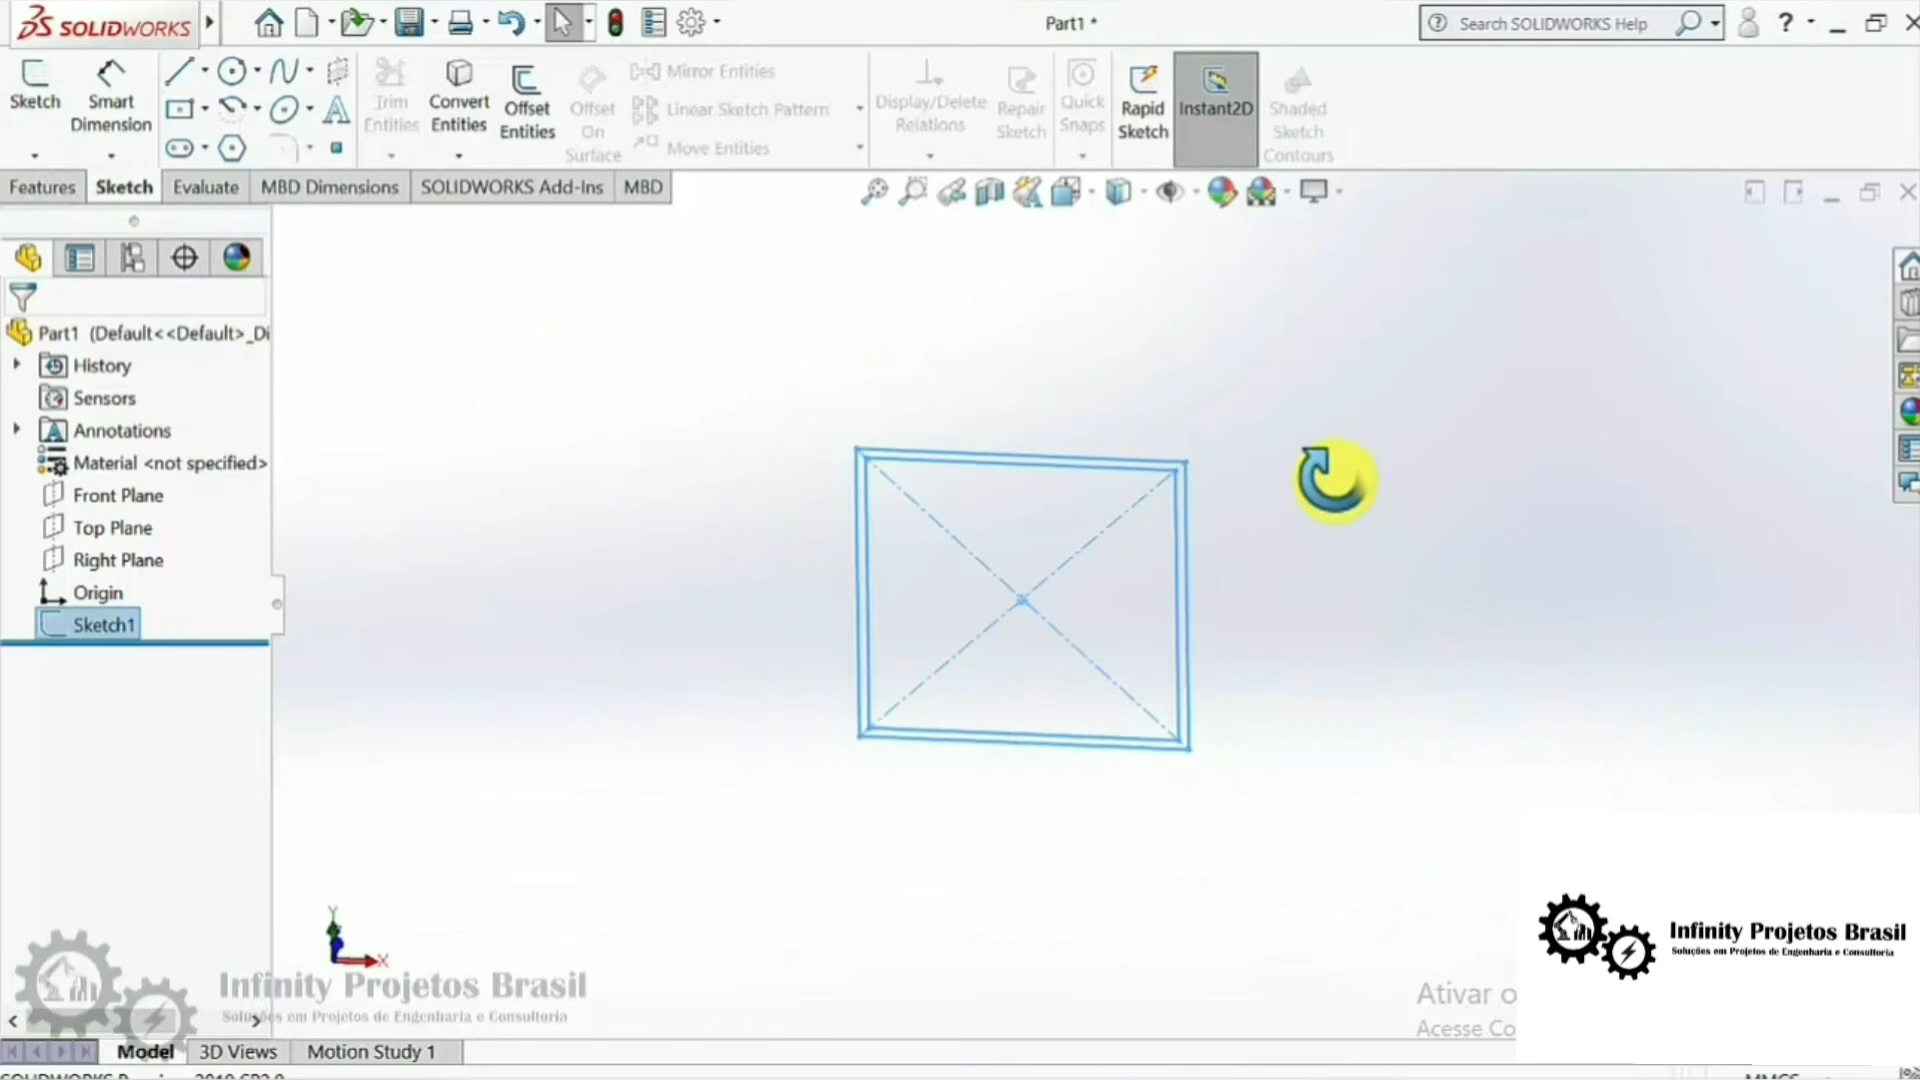 SOLIDWORKS
Part1 *
Search SOLIDWORKS Help
?
Sketch
Smart Dimension
Trim Entities
Convert Entities
Offset Entities
Offset On Surface
Mirror Entities
Linear Sketch Pattern
Move Entities
Display/Delete Relations
Repair Sketch
Quick Snaps
Rapid Sketch
Instant2D
Shaded Sketch Contours
Features
Sketch
Evaluate
MBD Dimensions
SOLIDWORKS Add-Ins
MBD
Part1 (Default<<Default>_Di
History
Sensors
Annotations
Material <not specified>
Front Plane
Top Plane
Right Plane
Origin
Sketch1
Y
X
Infinity Projetos Brasil
Soluções em Projetos de Engenharia e Consultoria
Infinity Projetos Brasil
Soluções em Projetos de Engenharia e Consultoria
Ativar o
Acesse Co
Model
3D Views
Motion Study 1